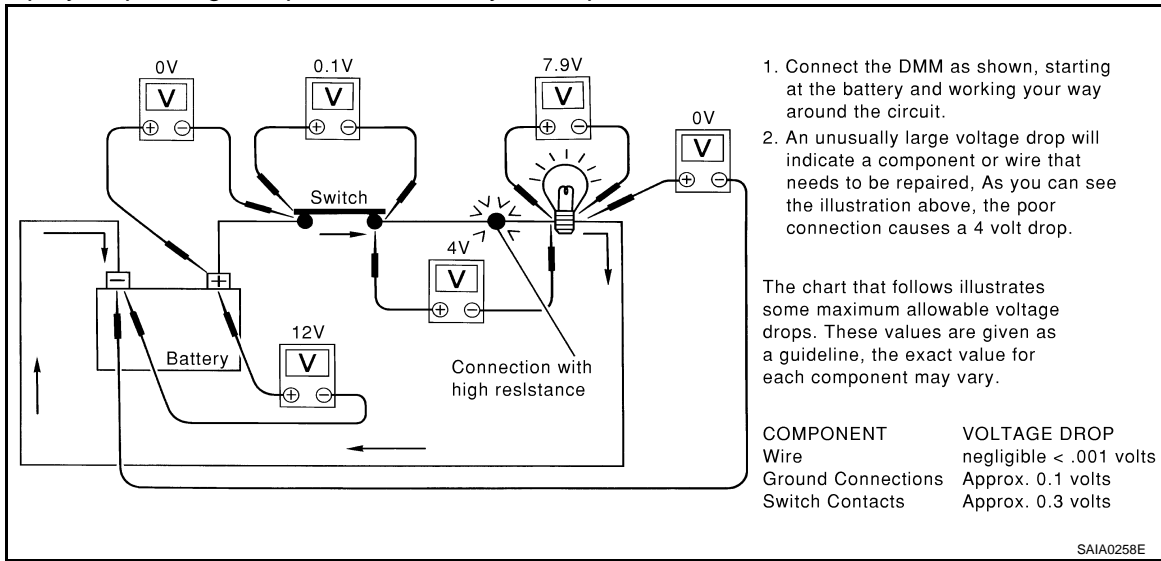 0V
0.1V
7.9V
0V
V
V
V
V
+ −
+ −
+ −
+ −
Switch
4V
V
+ −
− +
Battery
12V
V
+ −
Connection with
high reslstance
1. Connect the DMM as shown, starting
at the battery and working your way
around the circuit.
2. An unusually large voltage drop will
indicate a component or wire that
needs to be repaired, As you can see
the illustration above, the poor
connection causes a 4 volt drop.
The chart that follows illustrates
some maximum allowable voltage
drops. These values are given as
a guideline, the exact value for
each component may vary.
COMPONENT VOLTAGE DROP
Wire negligible < .001 volts
Ground Connections Approx. 0.1 volts
Switch Contacts Approx. 0.3 volts
SAIA0258E